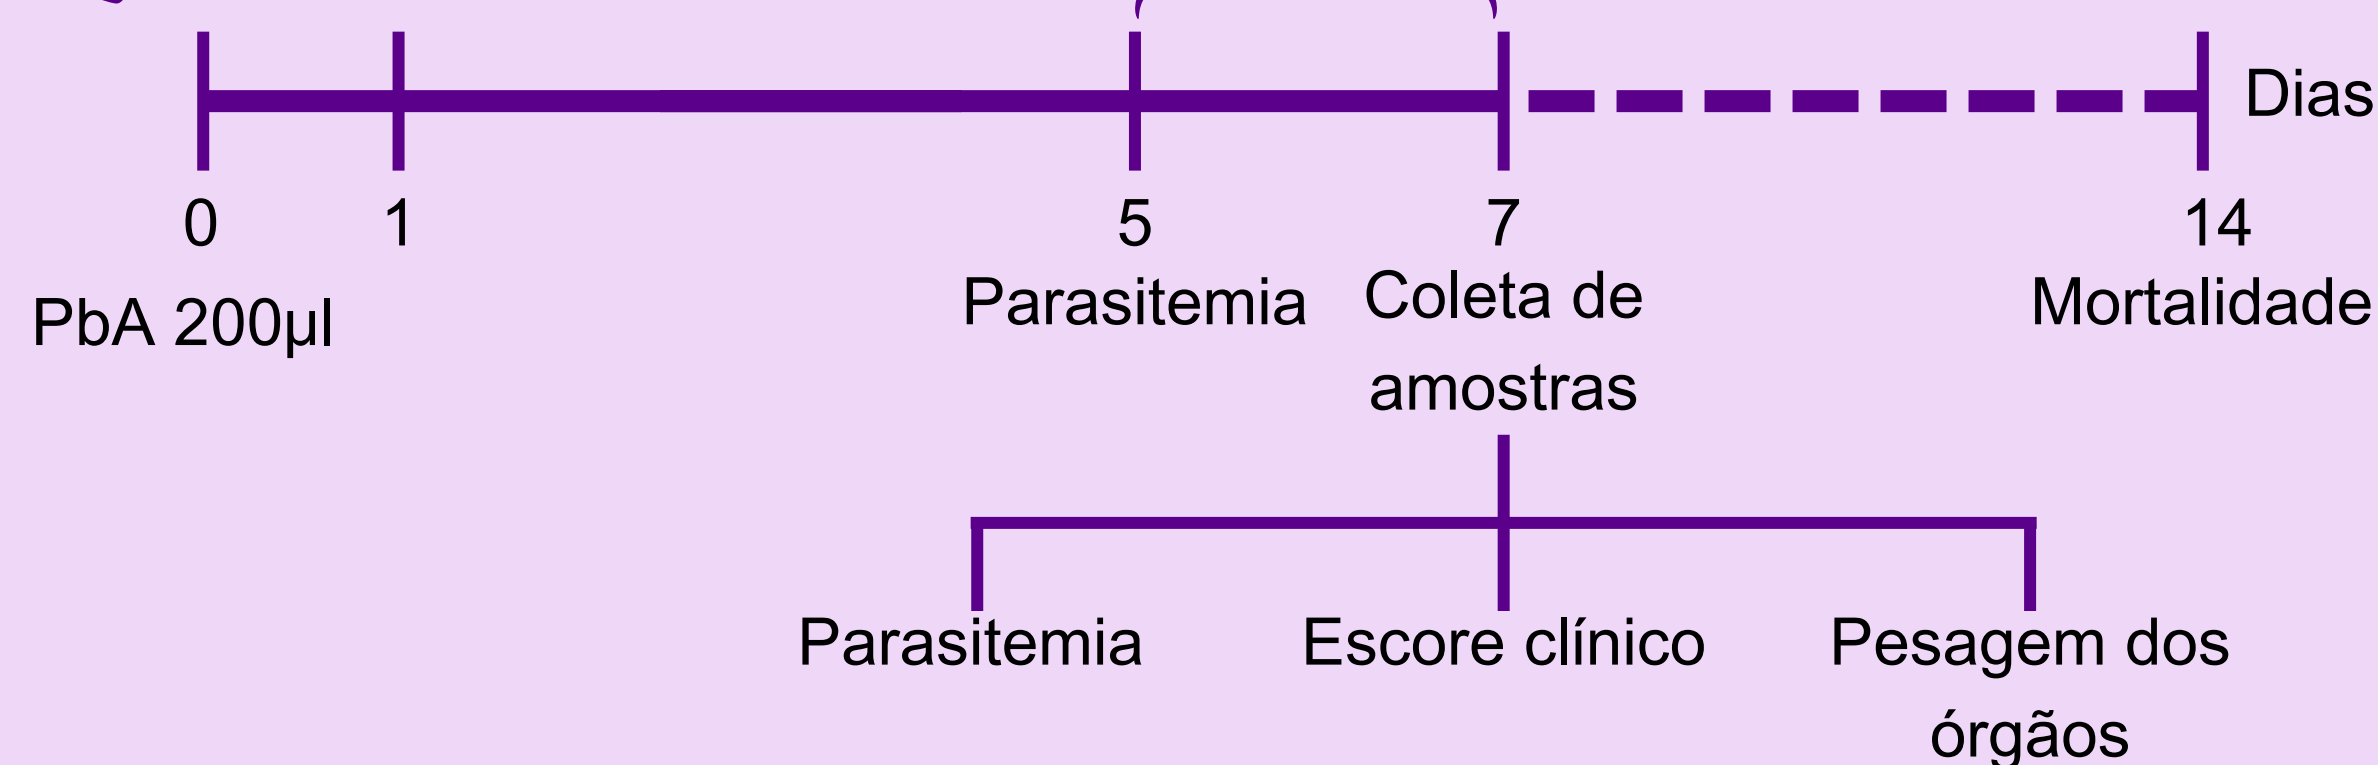 Dias
0
1
5
7
14
PbA 200µl
Parasitemia
Coleta de
amostras
Mortalidade
Parasitemia
Escore clínico
Pesagem dos
órgãos